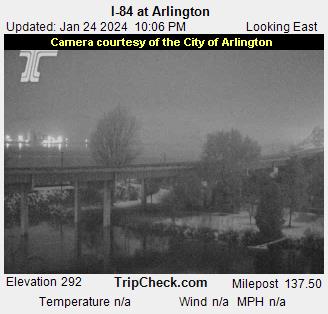 I-84 at Arlington
Updated: Jan 24 2024 10:06 PM Looking East
Camera courtesy of the City of Arlington
Elevation 292 TripCheck.com Milepost 137.50
Temperature n/a Wind n/a MPH n/a